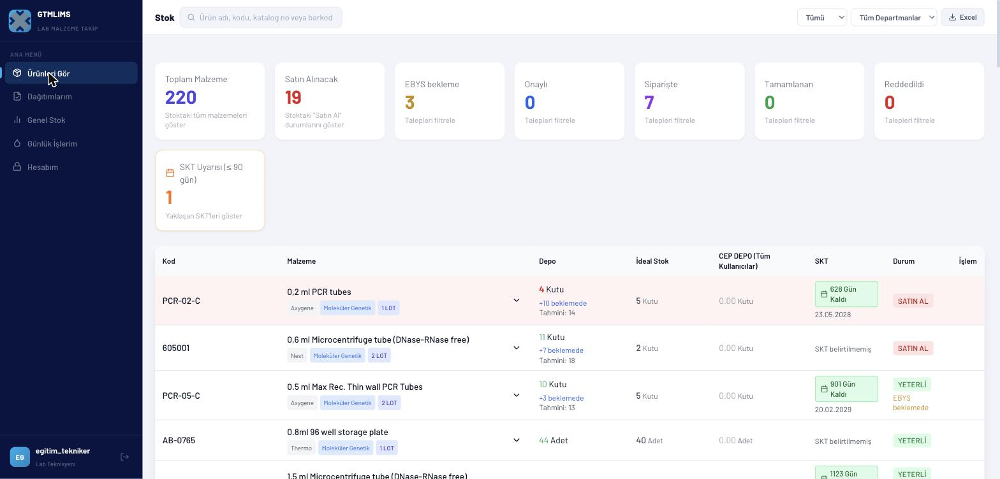 GTMLIMS
LAB MALZEME TAKİP
ANA MENÜ
Ürünleri Gör
Dağıtımlarım
Genel Stok
Günlük İşlerim
Hesabım
EG
egitim_tekniker
Lab Teknisyeni
Stok
Ürün adı, kodu, katalog no veya barkod
Tümü
Tüm Departmanlar
Excel
Toplam Malzeme
220
Stoktaki tüm malzemeleri
göster
Satın Alınacak
19
Stoktaki "Satın Al"
durumlarını göster
EBYS bekleme
3
Talepleri filtrele
Onaylı
0
Talepleri filtrele
Siparişte
7
Talepleri filtrele
Tamamlanan
0
Talepleri filtrele
Reddedildi
0
Talepleri filtrele
SKT Uyarısı (≤ 90
gün)
1
Yaklaşan SKT'leri göster
Kod
Malzeme
Depo
İdeal Stok
CEP DEPO (Tüm
Kullanıcılar)
SKT
Durum
İşlem
PCR-02-C
0,2 ml PCR tubes
Axygene
Moleküler Genetik
1 LOT
4 Kutu
+10 beklemede
Tahmini: 14
5 Kutu
0.00 Kutu
628 Gün
Kaldı
23.05.2028
SATIN AL
605001
0,6 ml Microcentrifuge tube (DNase-RNase free)
Nest
Moleküler Genetik
2 LOT
11 Kutu
+7 beklemede
Tahmini: 18
2 Kutu
0.00 Kutu
SKT belirtilmemiş
SATIN AL
PCR-05-C
0.5 ml Max Rec. Thin wall PCR Tubes
Axygene
Moleküler Genetik
2 LOT
10 Kutu
+3 beklemede
Tahmini: 13
5 Kutu
0.00 Kutu
901 Gün
Kaldı
20.02.2029
YETERLİ
EBYS
beklemede
AB-0765
0.8ml 96 well storage plate
Thermo
Moleküler Genetik
1 LOT
44 Adet
40 Adet
0.00 Adet
SKT belirtilmemiş
YETERLİ
1.5 ml Microcentrifuge tube (DNase-RNase free)
1123 Gün
YETERLİ